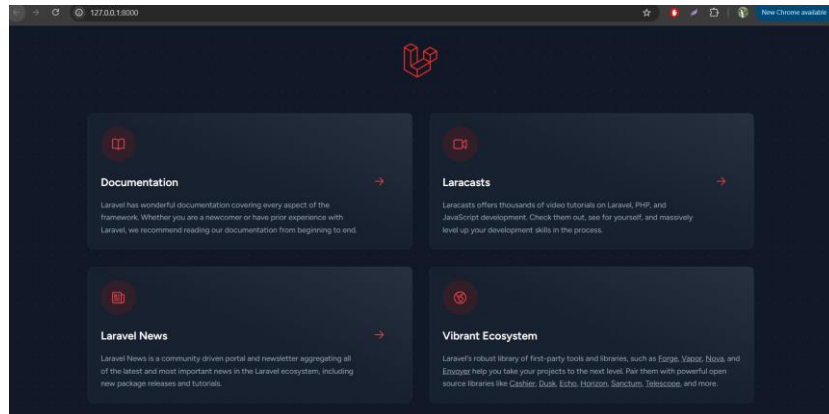 127.0.0.1:8000
New Chrome available
Documentation
Laravel has wonderful documentation covering every aspect of the
framework. Whether you are a newcomer or have prior experience with
Laravel, we recommend reading our documentation from beginning to end.
Laracasts
Laracasts offers thousands of video tutorials on Laravel, PHP, and
JavaScript development. Check them out, see for yourself, and massively
level up your development skills in the process.
Laravel News
Laravel News is a community driven portal and newsletter aggregating all
of the latest and most important news in the Laravel ecosystem, including
new package releases and tutorials.
Vibrant Ecosystem
Laravel's robust library of first-party tools and libraries, such as Forge, Vapor, Nova, and
Envoyer help you take your projects to the next level. Pair them with powerful open
source libraries like Cashier, Dusk, Echo, Horizon, Sanctum, Telescope, and more.